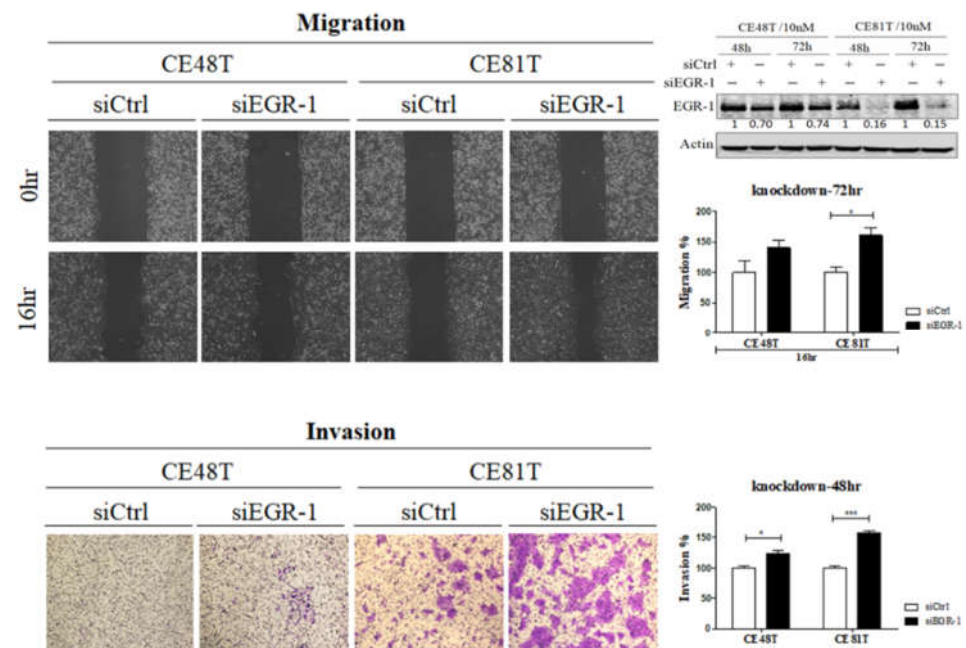 Migration
CE48T CE81T
siCtrl siEGR-1 siCtrl siEGR-1
0hr
16hr
CE48T /10nM CE81T/10nM
48h 72h 48h 72h
siCtrl + − + − + − + −
siEGR-1 − + − + − + − +
EGR-1
1 0.70 1 0.74 1 0.16 1 0.15
Actin
knockdown-72hr
Migration %
200
150
100
50
0
*
CE48T CE81T
16hr
siCtrl
siEGR-1
Invasion
CE48T CE81T
siCtrl siEGR-1 siCtrl siEGR-1
knockdown-48hr
Invasion %
200
150
100
50
0
* ***
CE48T CE81T
siCtrl
siEGR-1